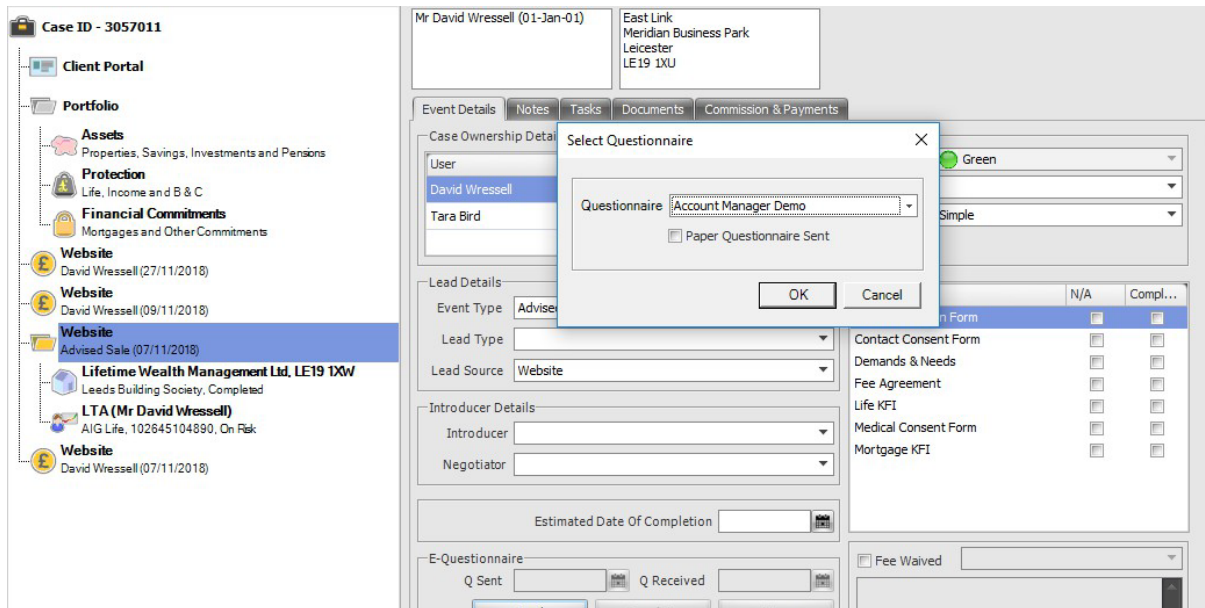 Case ID - 3057011
Client Portal
Portfolio
Assets
Properties, Savings, Investments and Pensions
Protection
Life, Income and B & C
Financial Commitments
Mortgages and Other Commitments
Website
David Wressell (27/11/2018)
Website
David Wressell (09/11/2018)
Website
Advised Sale (07/11/2018)
Lifetime Wealth Management Ltd, LE19 1XW
Leeds Building Society, Completed
LTA (Mr David Wressell)
AIG Life, 102645104890, On Risk
Website
David Wressell (07/11/2018)
Mr David Wressell (01-Jan-01)
East Link
Meridian Business Park
Leicester
LE19 1XU
Event Details Notes Tasks Documents Commission & Payments
Case Ownership Detai
User
David Wressell
Tara Bird
Green
Simple
Select Questionnaire
Questionnaire Account Manager Demo
Paper Questionnaire Sent
OK Cancel
Lead Details
Event Type Advise
Lead Type
Lead Source Website
Introducer Details
Introducer
Negotiator
Estimated Date Of Completion
E-Questionnaire
Q Sent Q Received
N/A Compl...
n Form
Contact Consent Form
Demands & Needs
Fee Agreement
Life KFI
Medical Consent Form
Mortgage KFI
Fee Waived